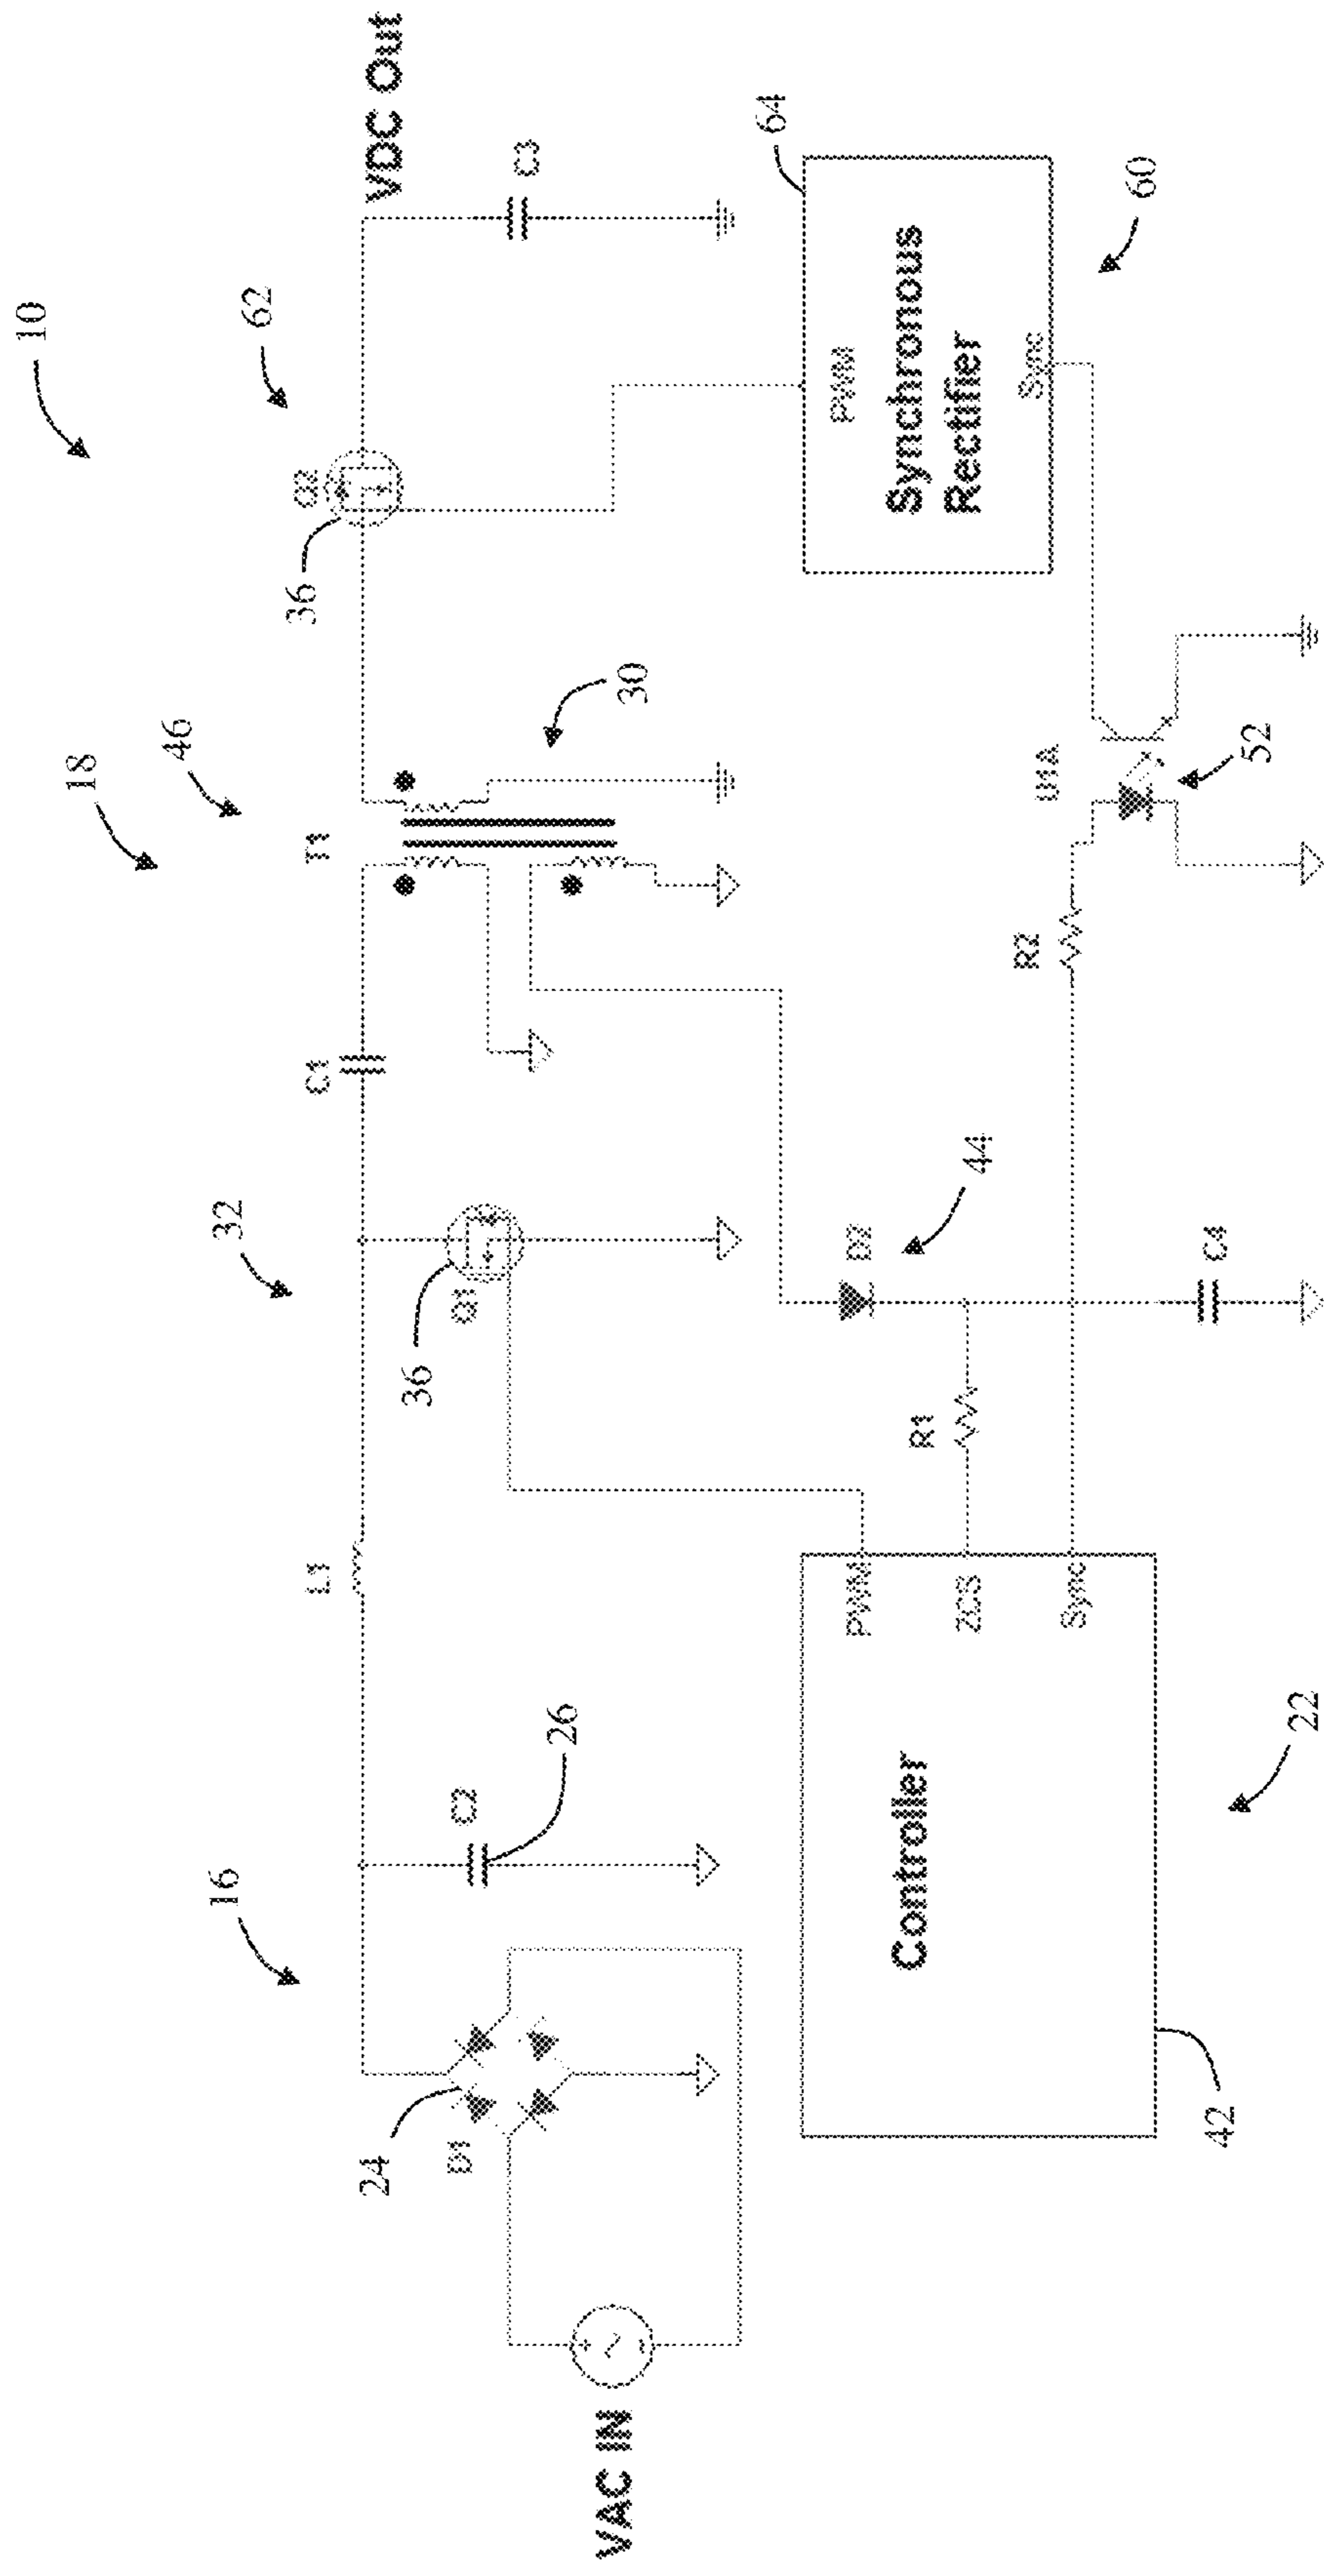 10
18
46
62
32
16
VDC Out
Q2
36
T1
C1
L1
C3
30
Q1
36
C2
26
24
D1
VAC IN
64
PWM
Synchronous
Rectifier
Sync
60
D2
44
R1
PWM
ZCS
Sync
Controller
42
22
R2
U1A
52
C4